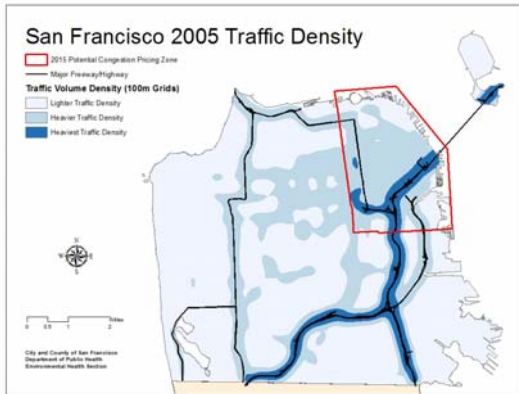 San Francisco 2005 Traffic Density
2015 Potential Congestion Pricing Zone
Major Freeway/Highway
Traffic Volume Density (100m Grids)
Lighter Traffic Density
Heavier Traffic Density
Heaviest Traffic Density
N
W E
S
0 0.5 1 2
Miles
City and County of San Francisco
Department of Public Health
Environmental Health Section